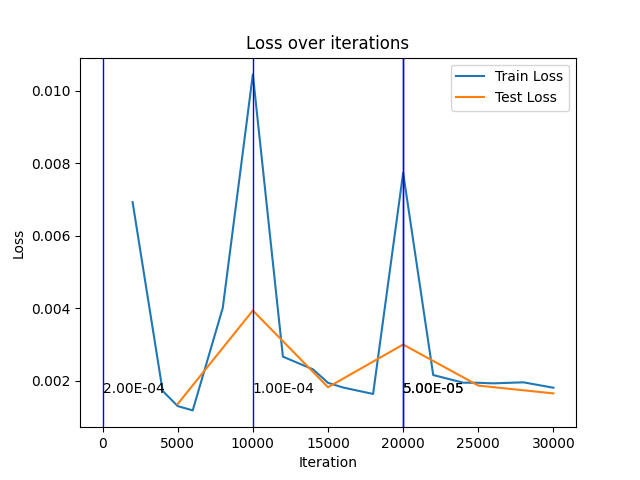 Loss over iterations
Train Loss
Test Loss
0.010
0.008
0.006
0.004
0.002
Loss
2.00E-04
1.00E-04
5.00E-05
0
5000
10000
15000
20000
25000
30000
Iteration